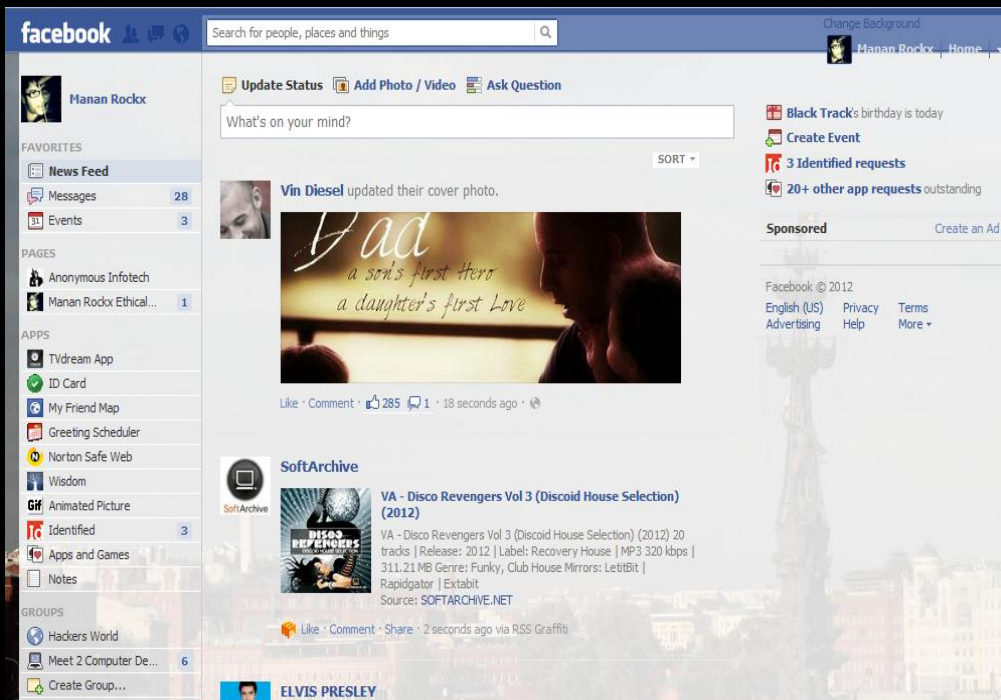 facebook
Search for people, places and things
Change Background
Manan Rockx Home
Manan Rockx
FAVORITES
News Feed
Messages 28
31 Events 3
PAGES
Anonymous Infotech
Manan Rockx Ethical... 1
APPS
TVdream App
ID Card
My Friend Map
Greeting Scheduler
Norton Safe Web
Wisdom
Gif Animated Picture
Id Identified 3
Apps and Games
Notes
GROUPS
Hackers World
Meet 2 Computer De... 6
Create Group...
Update Status Add Photo / Video Ask Question
What's on your mind?
SORT
Vin Diesel updated their cover photo.
Dad
a son's first Hero
a daughter's first Love
Like · Comment · 285 1 · 18 seconds ago ·
SoftArchive
SoftArchive
DISCO
REVENGERS
DISCOID HOUSE SELECTION
VA - Disco Revengers Vol 3 (Discoid House Selection)
(2012)
VA - Disco Revengers Vol 3 (Discoid House Selection) (2012) 20
tracks | Release: 2012 | Label: Recovery House | MP3 320 kbps |
311.21 MB Genre: Funky, Club House Mirrors: LetitBit |
Rapidgator | Extabit
Source: SOFTARCHiVE.NET
Like · Comment · Share · 2 seconds ago via RSS Graffiti
ELVIS PRESLEY
Black Track's birthday is today
Create Event
Id 3 Identified requests
20+ other app requests outstanding
Sponsored Create an Ad
Facebook © 2012
English (US) Privacy Terms
Advertising Help More